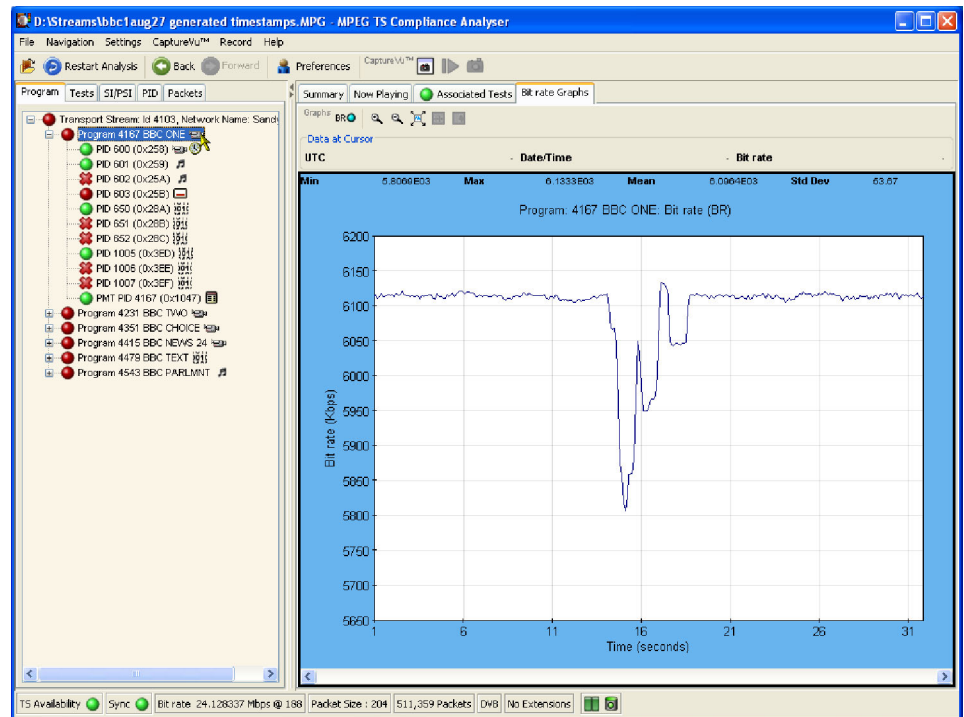 D:\Streams\bbc1aug27 generated timestamps.MPG - MPEG TS Compliance Analyser
File Navigation Settings CaptureVu™ Record Help
Restart Analysis Back Forward Preferences CaptureVu™
Program Tests SI/PSI PID Packets
Summary Now Playing Associated Tests Bit rate Graphs
Transport Stream: Id 4103, Network Name: Sand
Program 4167 BBC ONE
PID 600 (0x258)
PID 601 (0x259)
PID 602 (0x25A)
PID 603 (0x25B)
PID 650 (0x28A)
PID 651 (0x28B)
PID 652 (0x28C)
PID 1005 (0x3ED)
PID 1006 (0x3EE)
PID 1007 (0x3EF)
PMT PID 4167 (0x1047)
Program 4231 BBC TWO
Program 4351 BBC CHOICE
Program 4415 BBC NEWS 24
Program 4479 BBC TEXT
Program 4543 BBC PARLMNT
Graphs BR
Data at Cursor
UTC - Date/Time - Bit rate -
Min 5.8069E03 Max 6.1333E03 Mean 6.0964E03 Std Dev 63.67
Program: 4167 BBC ONE: Bit rate (BR)
Bit rate (Kbps)
6200
6150
6100
6050
6000
5950
5900
5850
5800
5750
5700
5650
1 6 11 16 21 26 31
Time (seconds)
TS Availability Sync Bit rate 24.128337 Mbps @ 188 Packet Size : 204 511,359 Packets DVB No Extensions